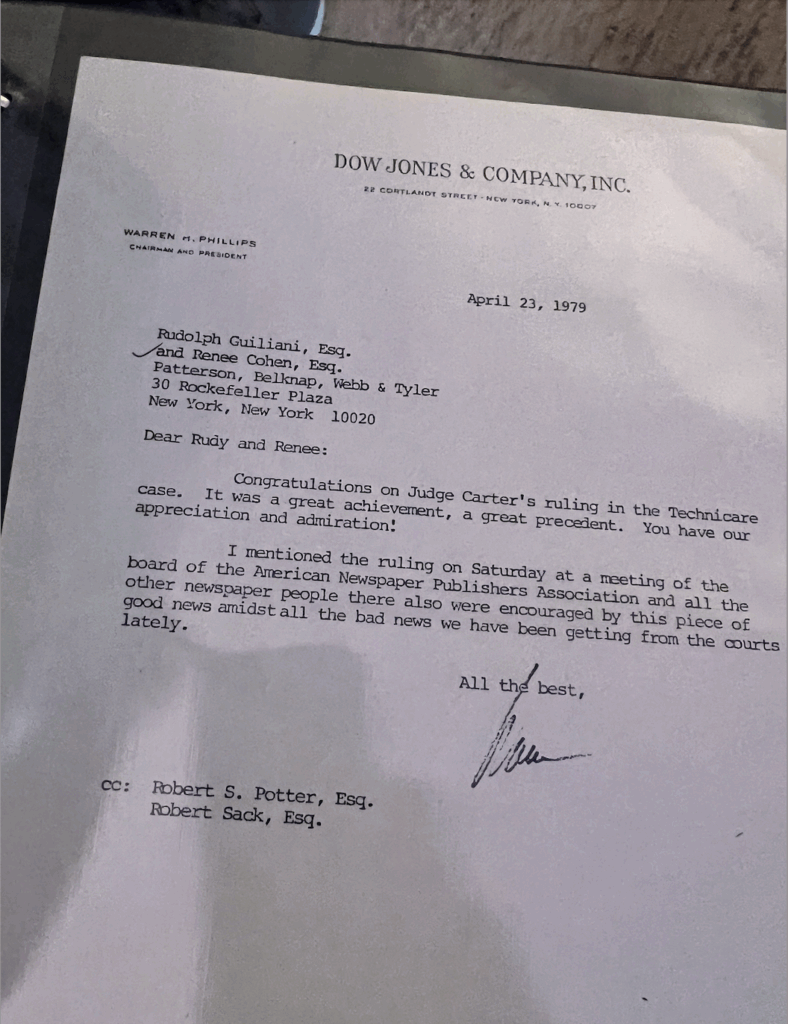 DOW JONES & COMPANY, INC.
22 CORTLANDT STREET - NEW YORK, N. Y. 10007
WARREN H. PHILLIPS
CHAIRMAN AND PRESIDENT
April 23, 1979
Rudolph Guiliani, Esq.
and Renee Cohen, Esq.
Patterson, Belknap, Webb & Tyler
30 Rockefeller Plaza
New York, New York 10020
Dear Rudy and Renee:
Congratulations on Judge Carter's ruling in the Technicare
case. It was a great achievement, a great precedent. You have our
appreciation and admiration!
I mentioned the ruling on Saturday at a meeting of the
board of the American Newspaper Publishers Association and all the
other newspaper people there also were encouraged by this piece of
good news amidst all the bad news we have been getting from the courts
lately.
All the best,
cc: Robert S. Potter, Esq.
Robert Sack, Esq.